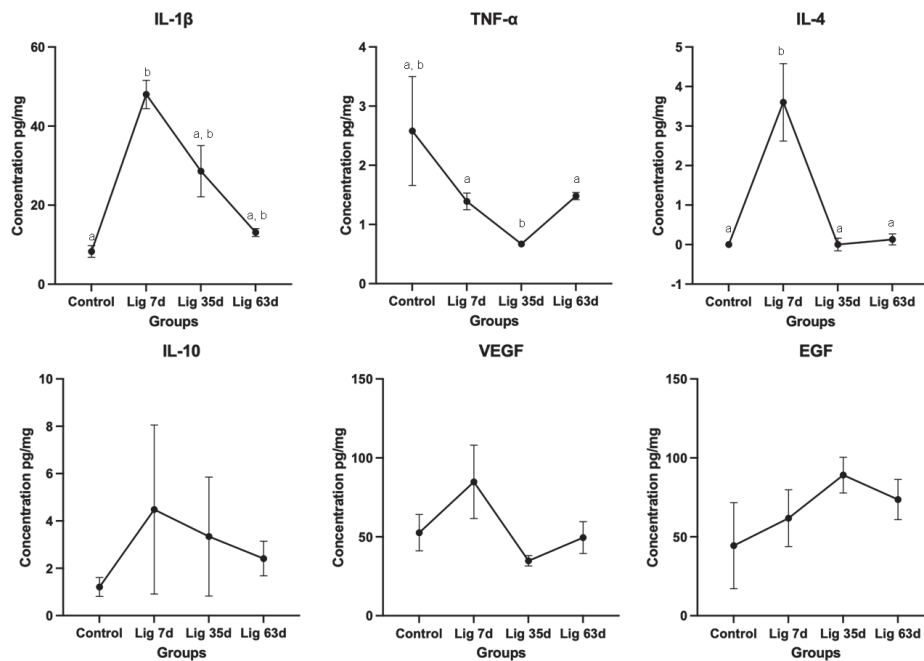 IL-1β
Concentration pg/mg
60
40
20
0
b
a, b
a, b
a
Control
Lig 7d
Lig 35d
Lig 63d
Groups
TNF-α
Concentration pg/mg
4
3
2
1
0
a, b
a
b
a
Control
Lig 7d
Lig 35d
Lig 63d
Groups
IL-4
Concentration pg/mg
5
4
3
2
1
0
-1
b
a
a
a
Control
Lig 7d
Lig 35d
Lig 63d
Groups
IL-10
Concentration pg/mg
10
8
6
4
2
0
Control
Lig 7d
Lig 35d
Lig 63d
Groups
VEGF
Concentration pg/mg
150
100
50
0
Control
Lig 7d
Lig 35d
Lig 63d
Groups
EGF
Concentration pg/mg
150
100
50
0
Control
Lig 7d
Lig 35d
Lig 63d
Groups